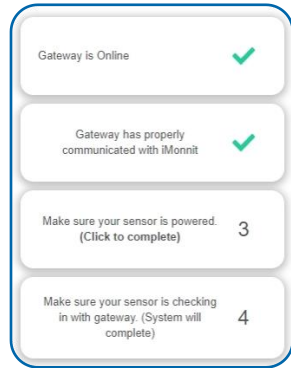 Gateway is Online
Gateway has properly
communicated with iMonnit
Make sure your sensor is powered.
(Click to complete)
3
Make sure your sensor is checking
in with gateway. (System will
complete)
4